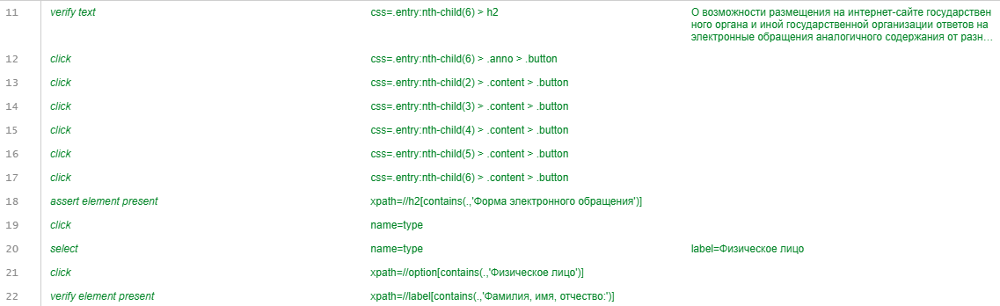 11 verify text css=.entry:nth-child(6) > h2 О возможности размещения на интернет-сайте государствен
ного органа и иной государственной организации ответов на
электронные обращения аналогичного содержания от разн…
12 click css=.entry:nth-child(6) > .anno > .button
13 click css=.entry:nth-child(2) > .content > .button
14 click css=.entry:nth-child(3) > .content > .button
15 click css=.entry:nth-child(4) > .content > .button
16 click css=.entry:nth-child(5) > .content > .button
17 click css=.entry:nth-child(6) > .content > .button
18 assert element present xpath=//h2[contains(.,'Форма электронного обращения')]
19 click name=type
20 select name=type label=Физическое лицо
21 click xpath=//option[contains(.,'Физическое лицо')]
22 verify element present xpath=//label[contains(.,'Фамилия, имя, отчество:')]